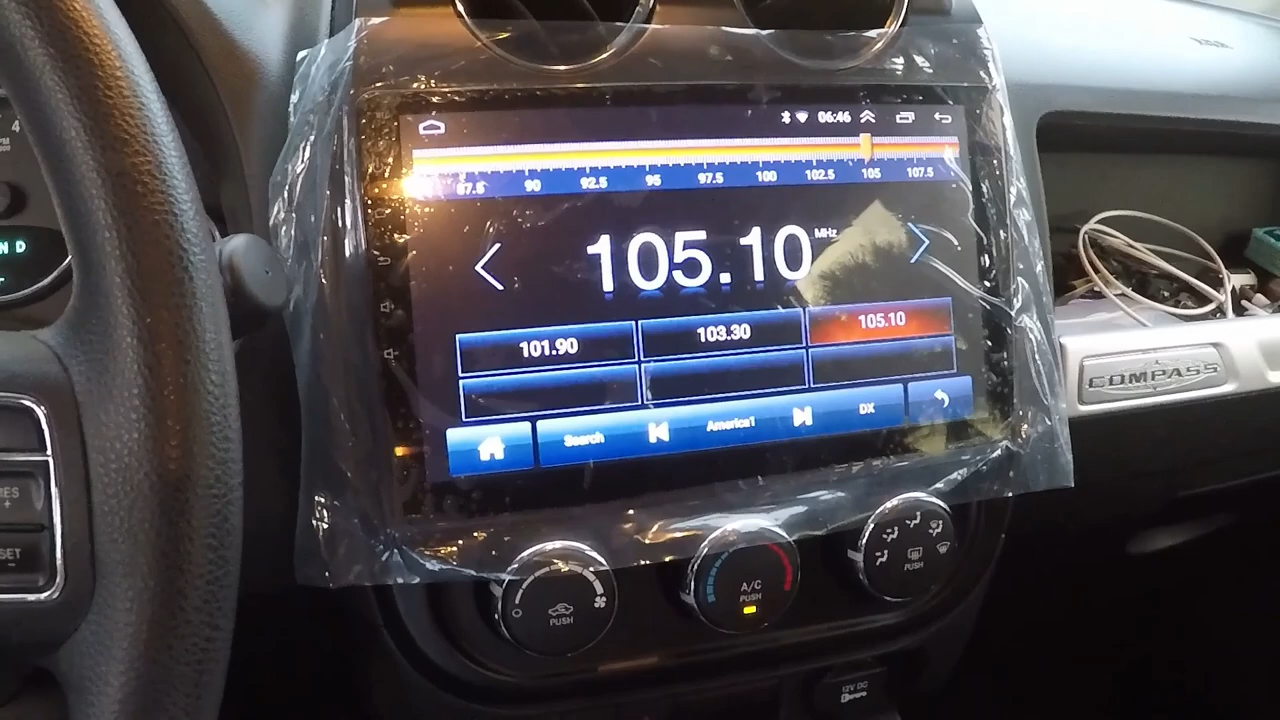 06:46
87.5 90 92.5 95 97.5 100 102.5 105 107.5
105.10 MHz
101.90 103.30 105.10
Search America1 DX
COMPASS
4
N D
RES
+
SET
-
PUSH
A/C
PUSH
PUSH
12V DC